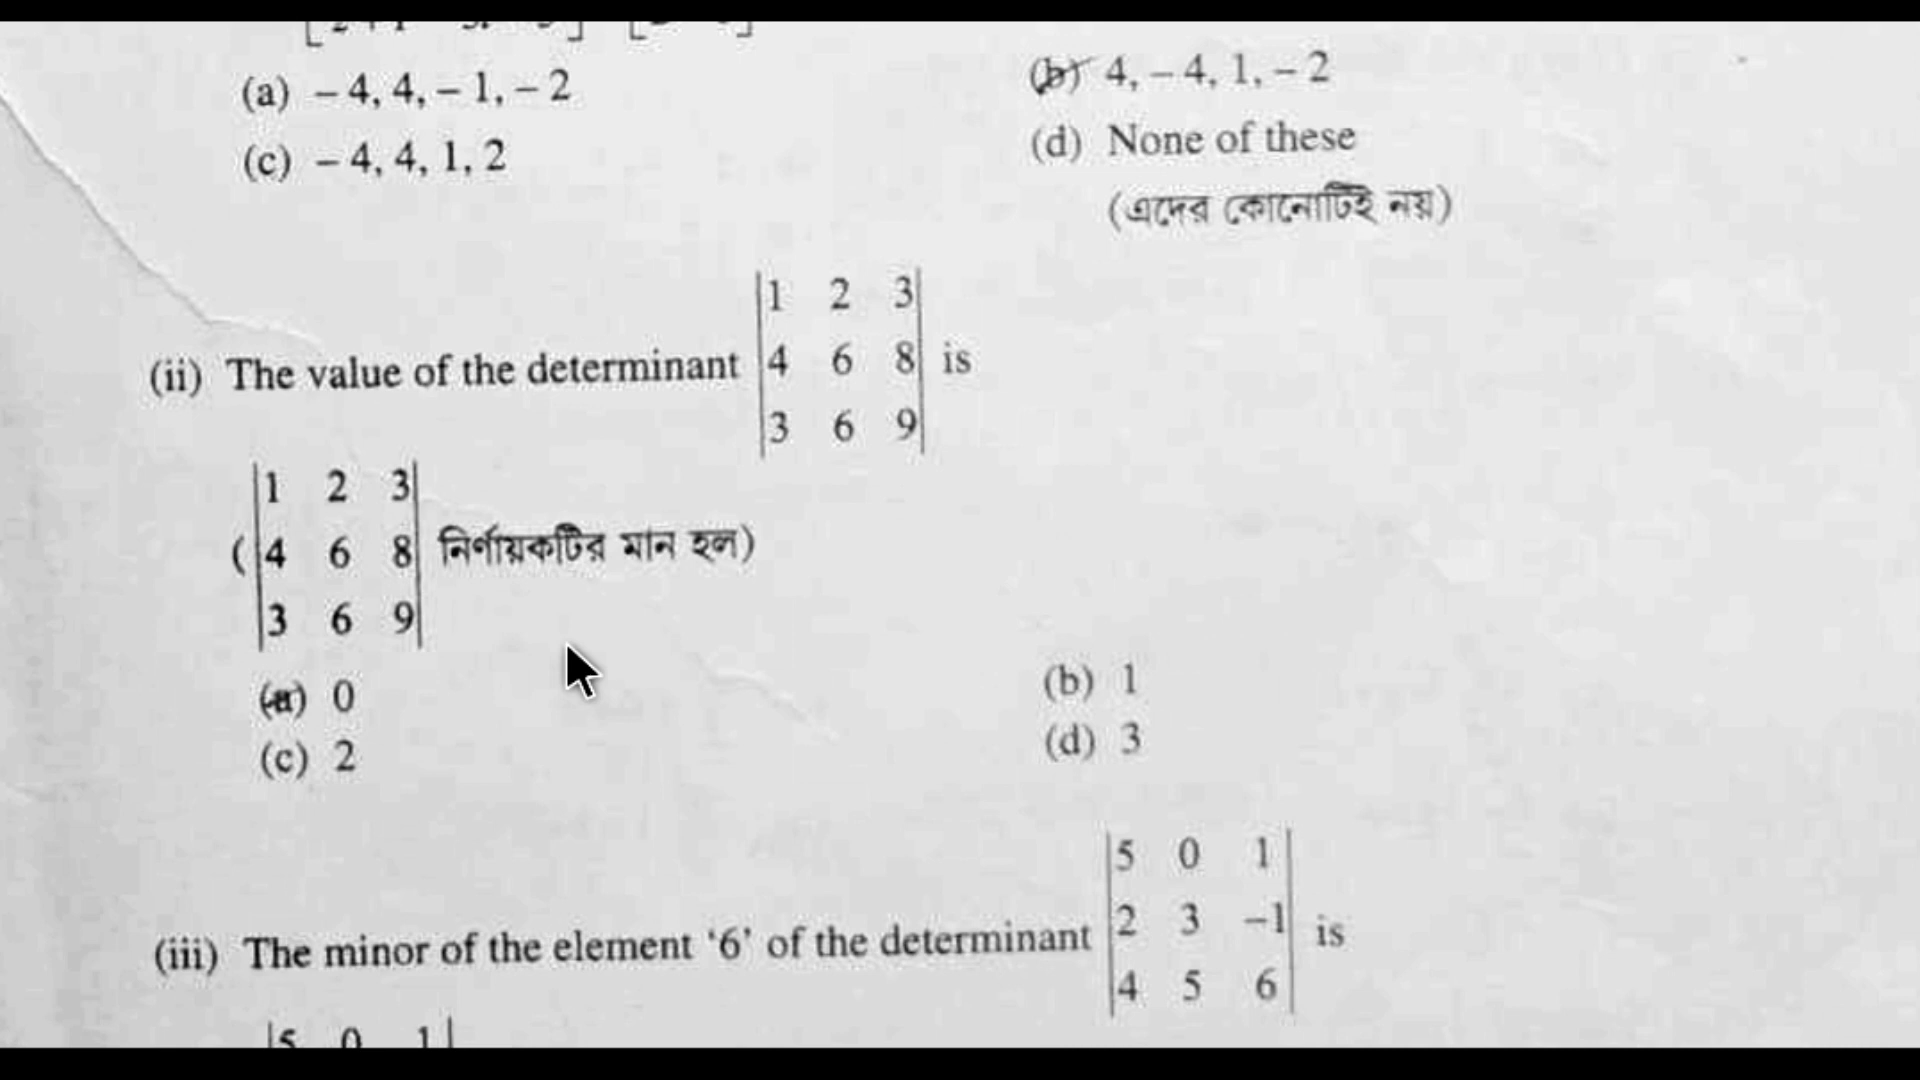 (a) – 4, 4, – 1, – 2
(b) 4, – 4, 1, – 2
(c) – 4, 4, 1, 2
(d) None of these
(এদের কোনোটিই নয়)
(ii) The value of the determinant |1 2 3| is
|4 6 8|
|3 6 9|
(|1 2 3| নির্ণায়কটির মান হল)
|4 6 8|
|3 6 9|
(a) 0
(b) 1
(c) 2
(d) 3
(iii) The minor of the element ‘6’ of the determinant |5 0 1| is
|2 3 –1|
|4 5 6|
|5 0 1|